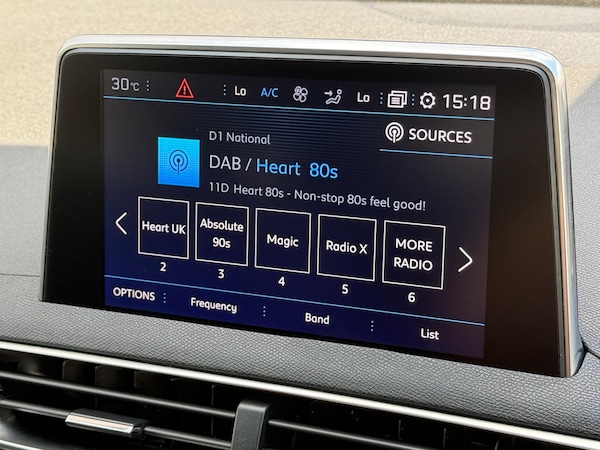 30°C Lo A/C Lo 15:18
SOURCES
D1 National
DAB / Heart 80s
11D Heart 80s - Non-stop 80s feel good!
Heart UK
2
Absolute
90s
3
Magic
4
Radio X
5
MORE
RADIO
6
OPTIONS Frequency Band List